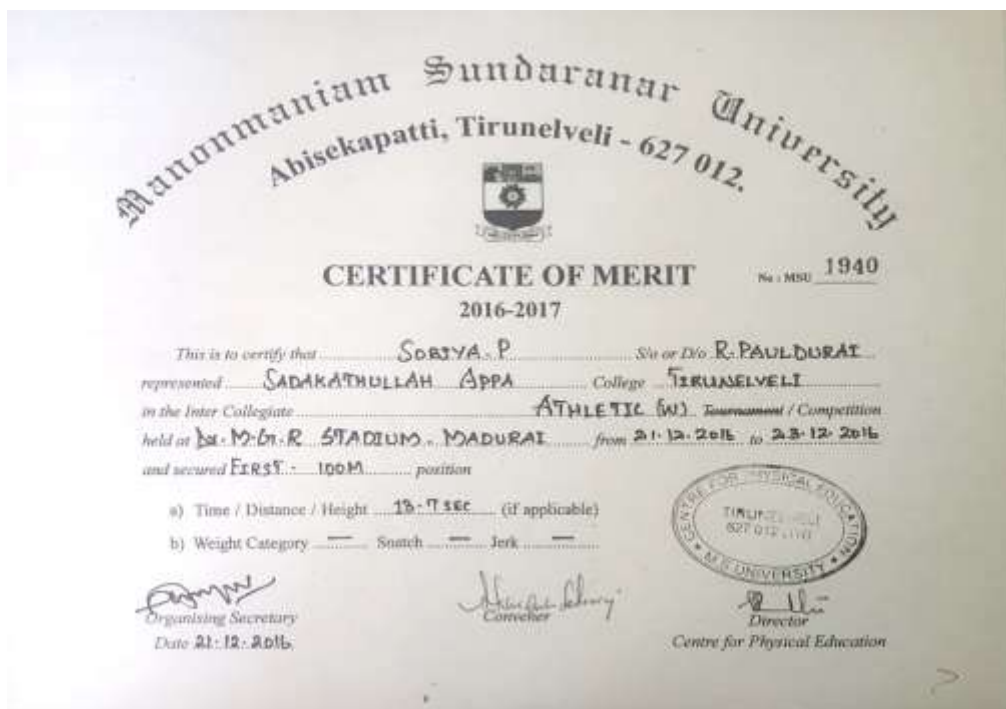 Manonmaniam Sundaranar University
Abisekapatti, Tirunelveli - 627 012.
CERTIFICATE OF MERIT
No : MSU 1940
2016-2017
This is to certify that SOBIYA. P S/o or D/o R. PAULDURAI
represented SADAKATHULLAH APPA College TIRUNELVELI
in the Inter Collegiate ATHLETIC (W) Tournament / Competition
held at Dr. M.G.R STADIUM - MADURAI from 21.12.2016 to 23.12.2016
and secured FIRST - 100M position
a) Time / Distance / Height 13.7 SEC (if applicable)
b) Weight Category — Snatch — Jerk —
CENTRE FOR PHYSICAL EDUCATION
627 012
M.S UNIVERSITY
Organising Secretary
Convener
Director
Date 21.12.2016
Centre for Physical Education